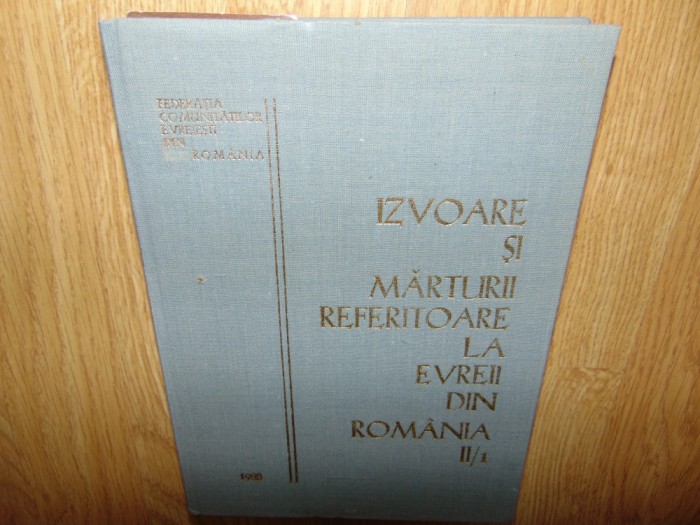 FEDERAȚIA
COMUNITĂȚILOR
EVREIEȘTI
DIN
ROMÂNIA
IZVOARE
ȘI
MĂRTURII
REFERITOARE
LA
EVREII
DIN
ROMÂNIA
II/1